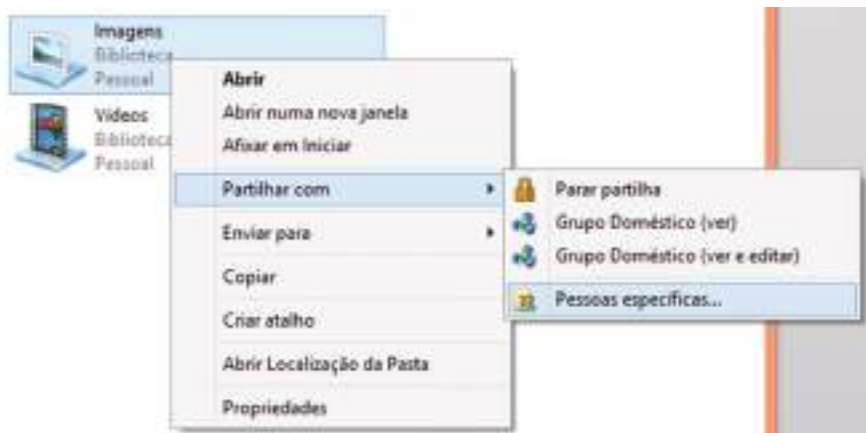 Imagens
Biblioteca
Pessoal
Vídeos
Biblioteca
Pessoal
Abrir
Abrir numa nova janela
Afixar em Iniciar
Partilhar com
Enviar para
Copiar
Criar atalho
Abrir Localização da Pasta
Propriedades
Parar partilha
Grupo Doméstico (ver)
Grupo Doméstico (ver e editar)
Pessoas específicas...